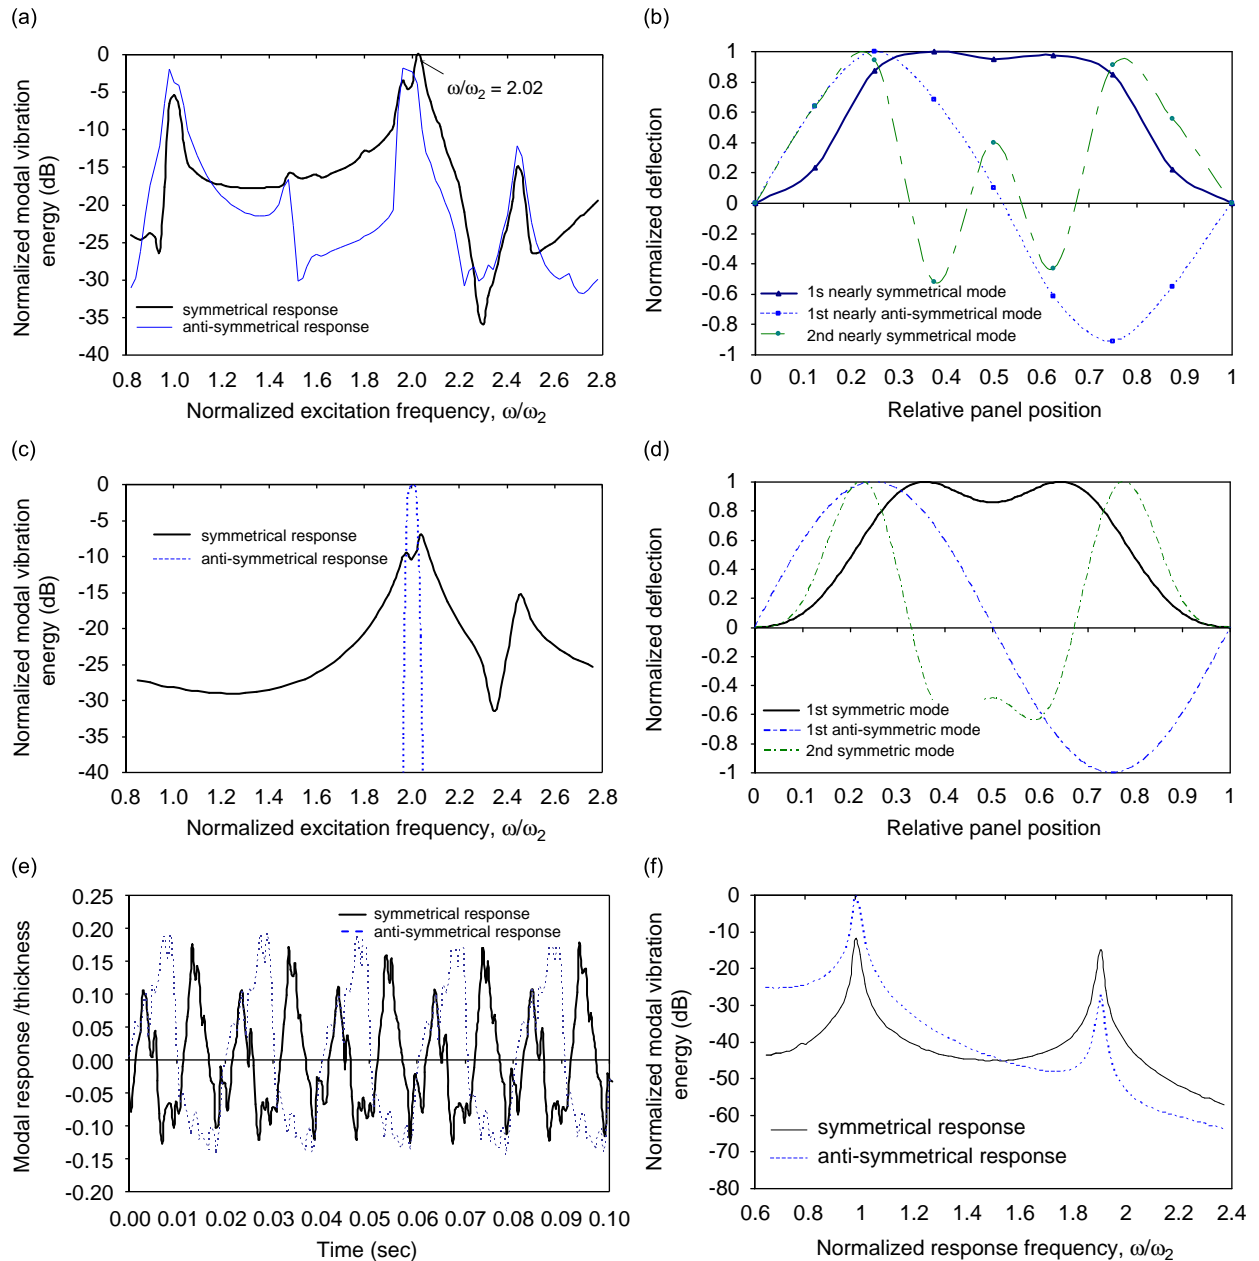 (a)
Normalized modal vibration
energy (dB)
0
-5
-10
-15
-20
-25
-30
-35
-40
ω/ω2 = 2.02
symmetrical response
anti-symmetrical response
0.8 1.0 1.2 1.4 1.6 1.8 2.0 2.2 2.4 2.6 2.8
Normalized excitation frequency, ω/ω2
(b)
Normalized deflection
1
0.8
0.6
0.4
0.2
0
-0.2
-0.4
-0.6
-0.8
-1
1s nearly symmetrical mode
1st nearly anti-symmetrical mode
2nd nearly symmetrical mode
0 0.1 0.2 0.3 0.4 0.5 0.6 0.7 0.8 0.9 1
Relative panel position
(c)
Normalized modal vibration
energy (dB)
0
-5
-10
-15
-20
-25
-30
-35
-40
symmetrical response
anti-symmetrical response
0.8 1.0 1.2 1.4 1.6 1.8 2.0 2.2 2.4 2.6 2.8
Normalized excitation frequency, ω/ω2
(d)
Normalized deflection
1
0.8
0.6
0.4
0.2
0
-0.2
-0.4
-0.6
-0.8
-1
1st symmetric mode
1st anti-symmetric mode
2nd symmetric mode
0 0.1 0.2 0.3 0.4 0.5 0.6 0.7 0.8 0.9 1
Relative panel position
(e)
Modal response /thickness
0.25
0.20
0.15
0.10
0.05
0.00
-0.05
-0.10
-0.15
-0.20
symmetrical response
anti-symmetrical response
0.00 0.01 0.02 0.03 0.04 0.05 0.06 0.07 0.08 0.09 0.10
Time (sec)
(f)
Normalized modal vibration
energy (dB)
0
-10
-20
-30
-40
-50
-60
-70
-80
symmetrical response
anti-symmetrical response
0.6 0.8 1 1.2 1.4 1.6 1.8 2 2.2 2.4
Normalized response frequency, ω/ω2